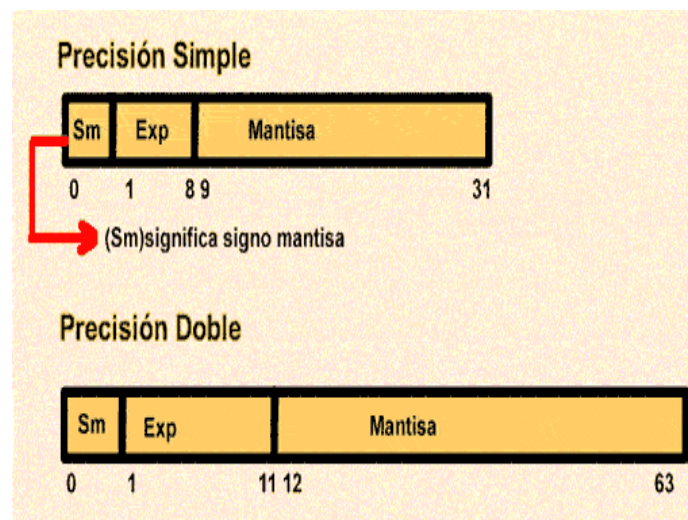 Precisión Simple
Sm Exp Mantisa
0 1 8 9 31
(Sm)significa signo mantisa
Precisión Doble
Sm Exp Mantisa
0 1 11 12 63